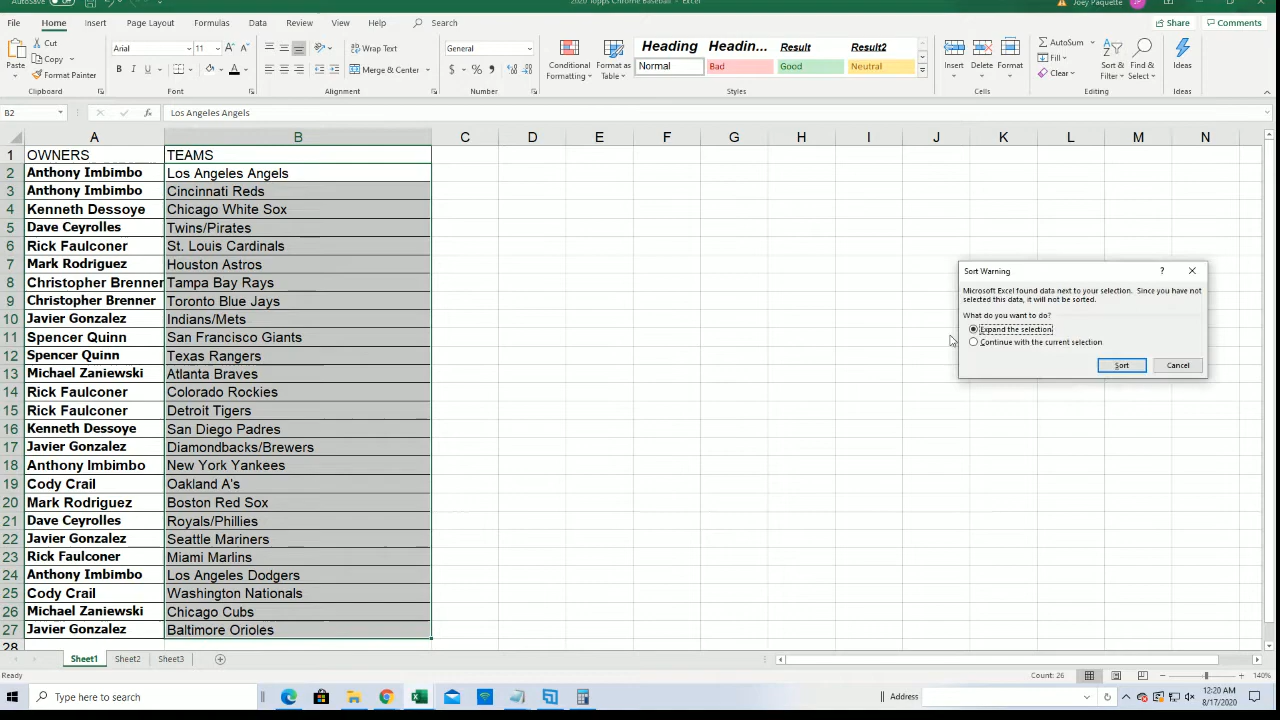 AutoSave Off 2020 Topps Chrome Baseball - Excel Joey Paquette JP
File Home Insert Page Layout Formulas Data Review View Help Search Share Comments
Paste Cut Copy Format Painter Clipboard
Arial 11 A A B I U A Font
Wrap Text Merge & Center Alignment
General $ % , Number
Conditional Formatting Format as Table
Heading Headin... Result Result2
Normal Bad Good Neutral
Styles
Insert Delete Format Cells
AutoSum Fill Clear Sort & Filter Find & Select Editing
Ideas Ideas
B2 fx Los Angeles Angels
A B C D E F G H I J K L M N
1 OWNERS TEAMS
2 Anthony Imbimbo Los Angeles Angels
3 Anthony Imbimbo Cincinnati Reds
4 Kenneth Dessoye Chicago White Sox
5 Dave Ceyrolles Twins/Pirates
6 Rick Faulconer St. Louis Cardinals
7 Mark Rodriguez Houston Astros
8 Christopher Brenner Tampa Bay Rays
9 Christopher Brenner Toronto Blue Jays
10 Javier Gonzalez Indians/Mets
11 Spencer Quinn San Francisco Giants
12 Spencer Quinn Texas Rangers
13 Michael Zaniewski Atlanta Braves
14 Rick Faulconer Colorado Rockies
15 Rick Faulconer Detroit Tigers
16 Kenneth Dessoye San Diego Padres
17 Javier Gonzalez Diamondbacks/Brewers
18 Anthony Imbimbo New York Yankees
19 Cody Crail Oakland A's
20 Mark Rodriguez Boston Red Sox
21 Dave Ceyrolles Royals/Phillies
22 Javier Gonzalez Seattle Mariners
23 Rick Faulconer Miami Marlins
24 Anthony Imbimbo Los Angeles Dodgers
25 Cody Crail Washington Nationals
26 Michael Zaniewski Chicago Cubs
27 Javier Gonzalez Baltimore Orioles
28
Sort Warning ?
Microsoft Excel found data next to your selection. Since you have
not selected this data, it will not be sorted.
What do you want to do?
Expand the selection
Continue with the current selection
Sort Cancel
Sheet1 Sheet2 Sheet3
Ready Count: 26 140%
Type here to search Address 12:20 AM
8/17/2020